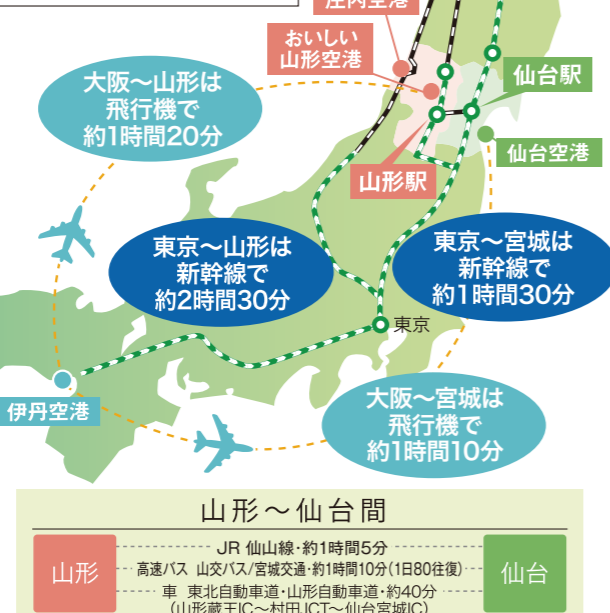 庄内空港
おいしい
山形空港
仙台駅
大阪〜山形は
飛行機で
約1時間20分
仙台空港
山形駅
東京〜山形は
新幹線で
約2時間30分
東京〜宮城は
新幹線で
約1時間30分
東京
伊丹空港
大阪〜宮城は
飛行機で
約1時間10分
山形〜仙台間
山形
JR 仙山線・約1時間5分
高速バス 山交バス/宮城交通・約1時間10分(1日80往復)
車 東北自動車道・山形自動車道・約40分
(山形蔵王IC〜村田JCT〜仙台宮城IC)
仙台